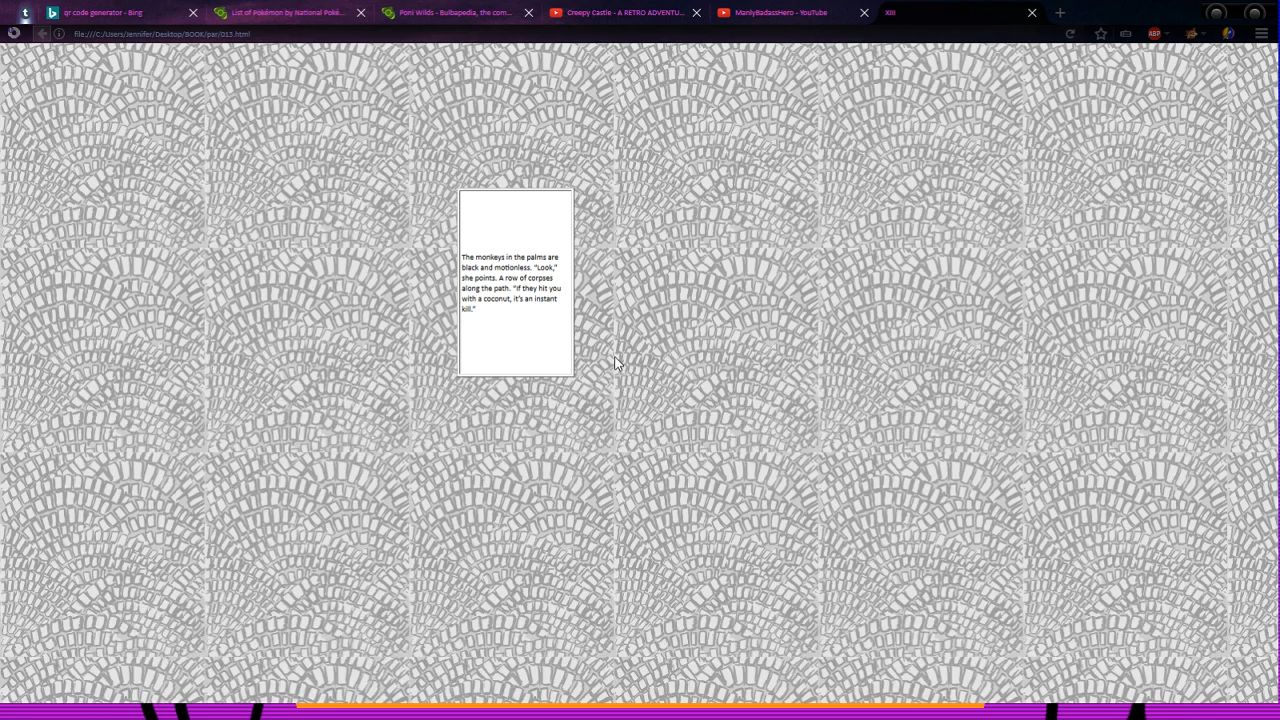 qr code generator - Bing
List of Pokémon by National Poké...
Poni Wilds - Bulbapedia, the com...
Creepy Castle - A RETRO ADVENTU...
ManlyBadassHero - YouTube
XIII
file:///C:/Users/Jennifer/Desktop/BOOK/par/013.html
ABP
The monkeys in the palms are
black and motionless. “Look,”
she points. A row of corpses
along the path. “If they hit you
with a coconut, it’s an instant
kill.”